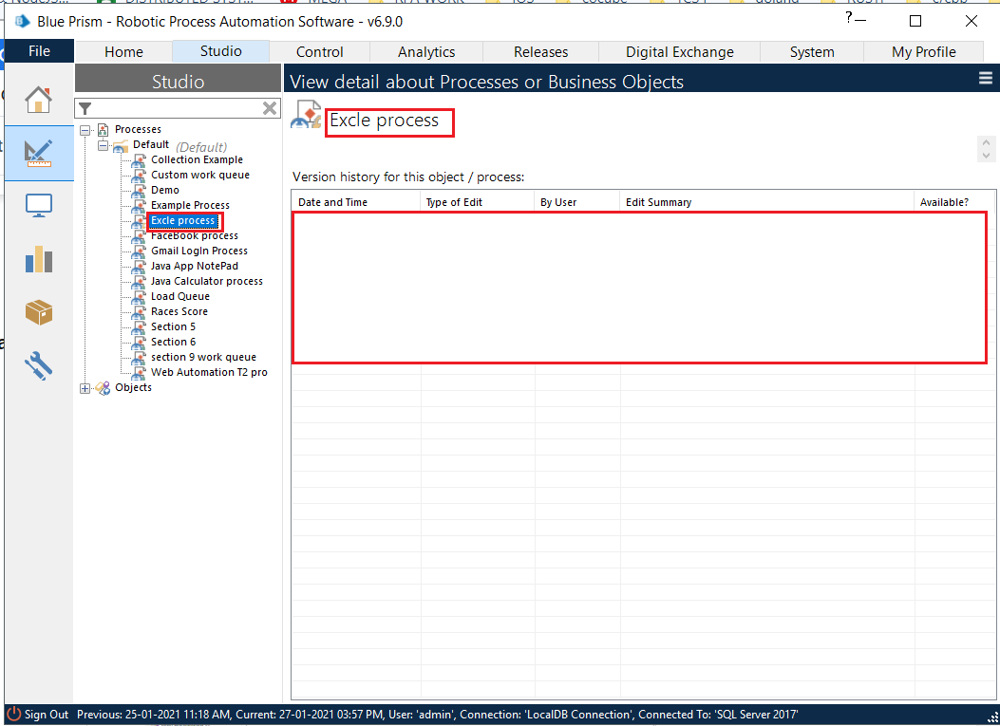 Blue Prism - Robotic Process Automation Software - v6.9.0
?
File Home Studio Control Analytics Releases Digital Exchange System My Profile
Studio
View detail about Processes or Business Objects
Excle process
Processes
Default (Default)
Collection Example
Custom work queue
Demo
Example Process
Excle process
FaceBook process
Gmail LogIn Process
Java App NotePad
Java Calculator process
Load Queue
Races Score
Section 5
Section 6
section 9 work queue
Web Automation T2 pro
Objects
Version history for this object / process:
Date and Time Type of Edit By User Edit Summary Available?
Sign Out Previous: 25-01-2021 11:18 AM, Current: 27-01-2021 03:57 PM, User: 'admin', Connection: 'LocalDB Connection', Connected To: 'SQL Server 2017'